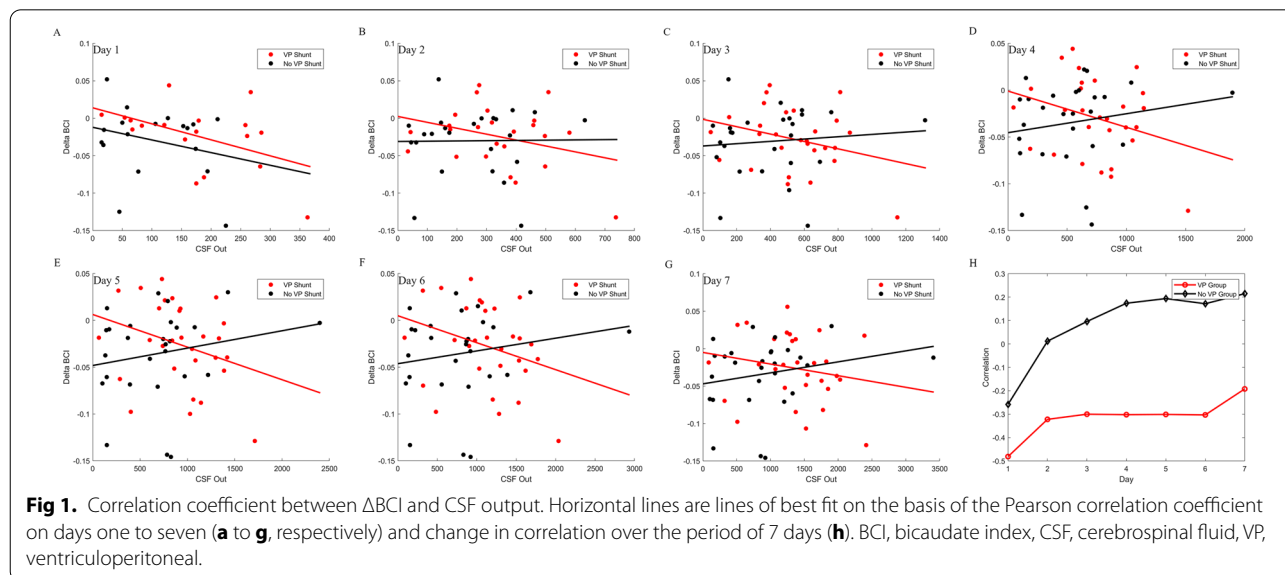 A
Day 1
VP Shunt
No VP Shunt
0.1
0.05
0
-0.05
-0.1
-0.15
Delta BCI
0 50 100 150 200 250 300 350 400
CSF Out
B
Day 2
VP Shunt
No VP Shunt
0.1
0.05
0
-0.05
-0.1
-0.15
Delta BCI
0 100 200 300 400 500 600 700 800
CSF Out
C
Day 3
VP Shunt
No VP Shunt
0.1
0.05
0
-0.05
-0.1
-0.15
Delta BCI
0 200 400 600 800 1000 1200 1400
CSF Out
D
Day 4
VP Shunt
No VP Shunt
0.05
0
-0.05
-0.1
-0.15
Delta BCI
0 500 1000 1500 2000
CSF Out
E
Day 5
VP Shunt
No VP Shunt
0.05
0
-0.05
-0.1
-0.15
Delta BCI
0 500 1000 1500 2000 2500
CSF Out
F
Day 6
VP Shunt
No VP Shunt
0.05
0
-0.05
-0.1
-0.15
Delta BCI
0 500 1000 1500 2000 2500 3000
CSF Out
G
Day 7
VP Shunt
No VP Shunt
0.1
0.05
0
-0.05
-0.1
-0.15
Delta BCI
0 500 1000 1500 2000 2500 3000 3500
CSF Out
H
VP Group
No VP Group
0.3
0.2
0.1
0
-0.1
-0.2
-0.3
-0.4
-0.5
Correlation
1 2 3 4 5 6 7
Day
Fig 1. Correlation coefficient between ΔBCI and CSF output. Horizontal lines are lines of best fit on the basis of the Pearson correlation coefficient
on days one to seven (a to g, respectively) and change in correlation over the period of 7 days (h). BCI, bicaudate index, CSF, cerebrospinal fluid, VP,
ventriculoperitoneal.